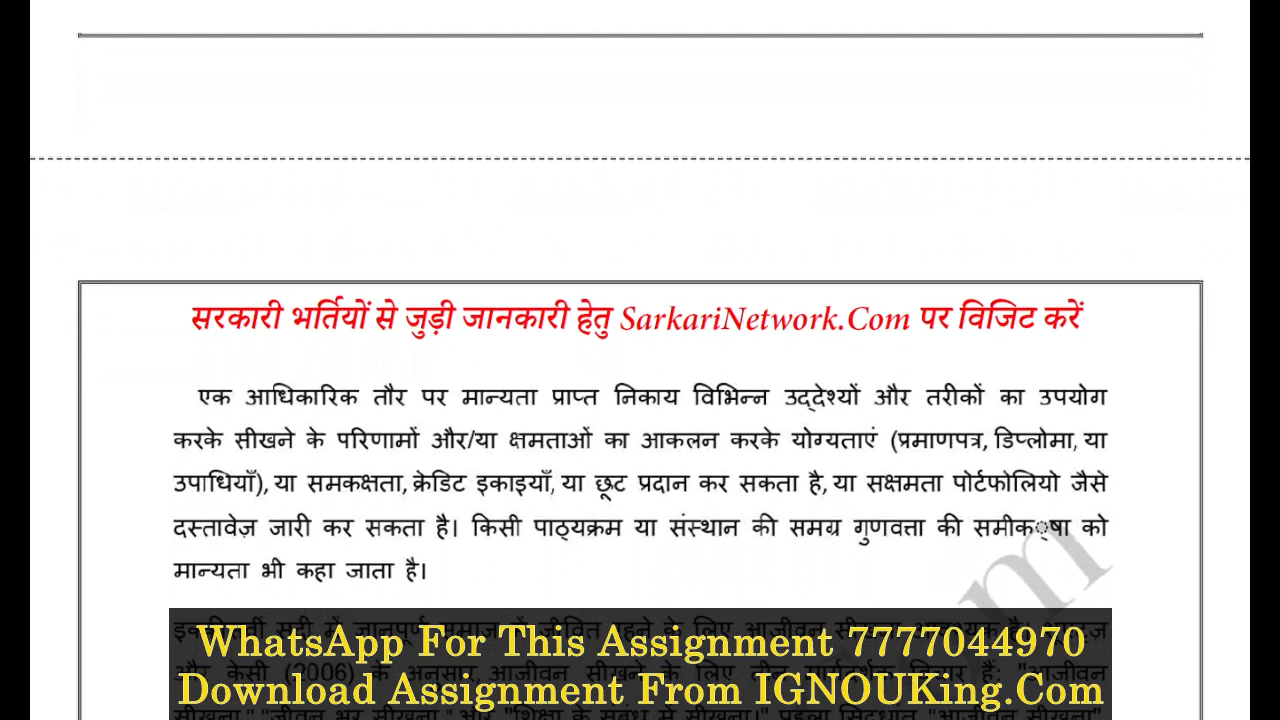 सरकारी भर्तियों से जुड़ी जानकारी हेतु SarkariNetwork.Com पर विजिट करें
एक आधिकारिक तौर पर मान्यता प्राप्त निकाय विभिन्न उद्देश्यों और तरीकों का उपयोग
करके सीखने के परिणामों और/या क्षमताओं का आकलन करके योग्यताएं (प्रमाणपत्र, डिप्लोमा, या
उपाधियाँ), या समकक्षता, क्रेडिट इकाइयाँ, या छूट प्रदान कर सकता है, या सक्षमता पोर्टफोलियो जैसे
दस्तावेज़ जारी कर सकता है। किसी पाठ्यक्रम या संस्थान की समग्र गुणवत्ता की समीक्षा को
मान्यता भी कहा जाता है।
WhatsApp For This Assignment 7777044970
Download Assignment From IGNOUKing.Com